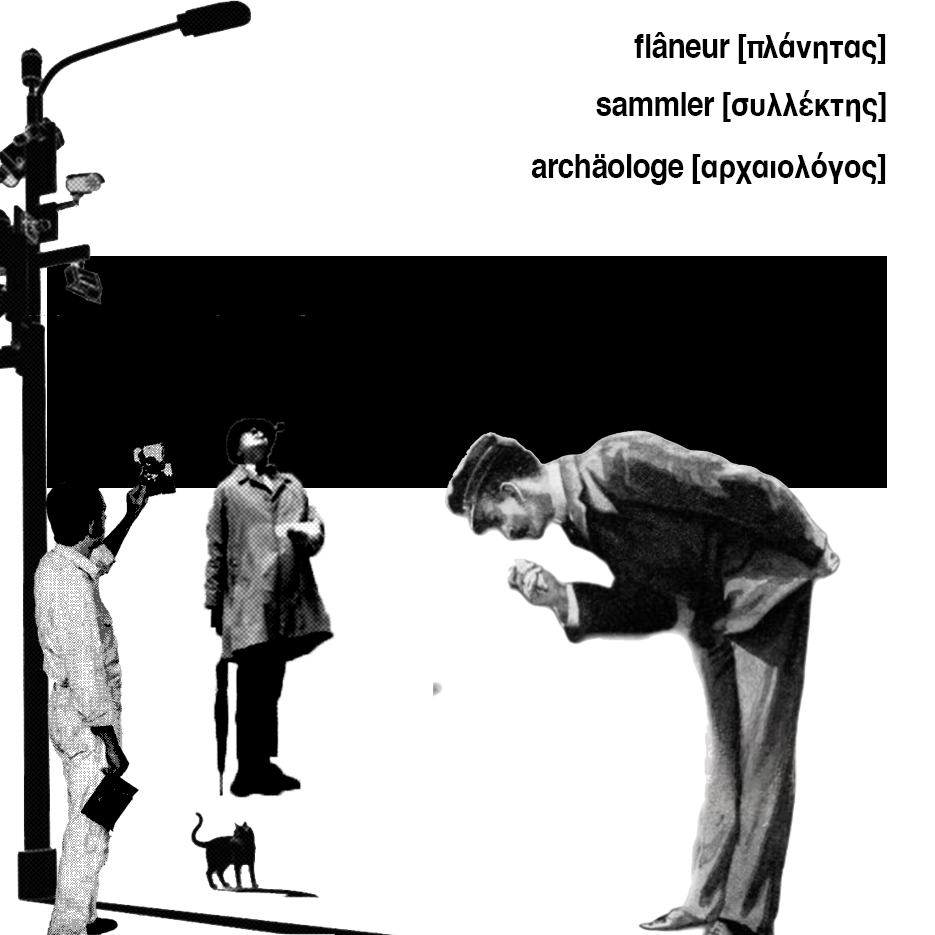 flâneur [πλάνητας]
sammler [συλλέκτης]
archäologe [αρχαιολόγος]